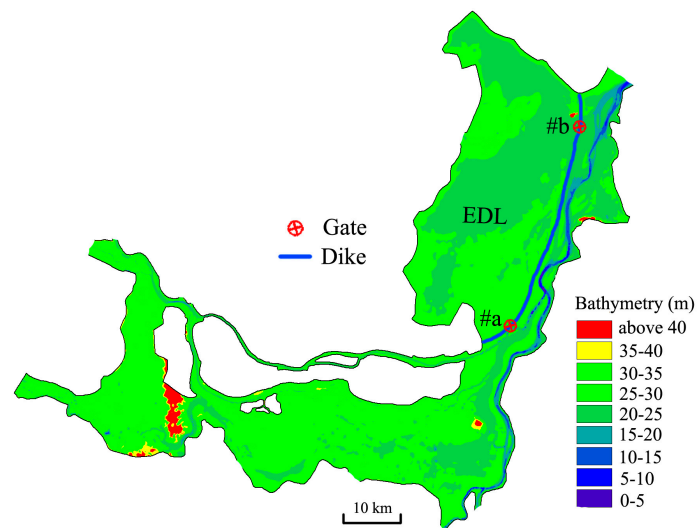 #b
EDL
Gate
Dike
#a
Bathymetry (m)
above 40
35-40
30-35
25-30
20-25
15-20
10-15
5-10
0-5
10 km